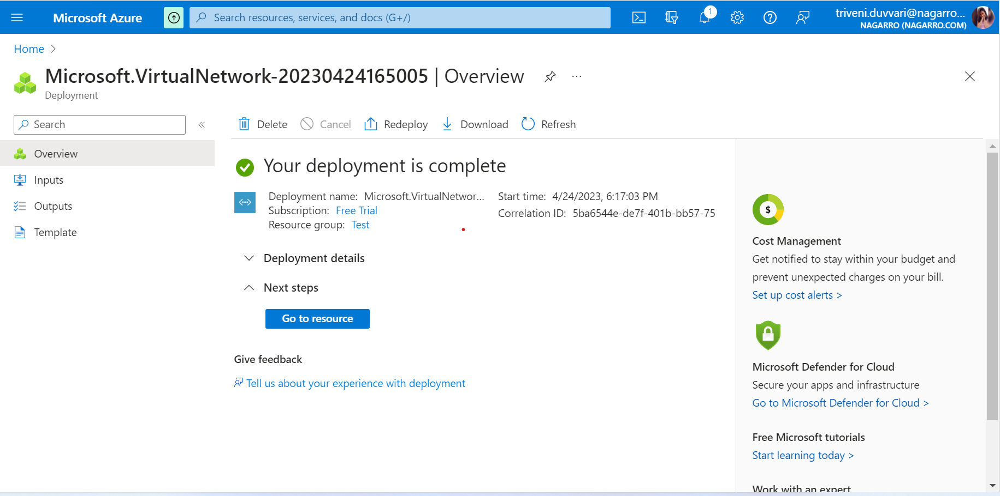 Microsoft Azure
Search resources, services, and docs (G+/)
1
triveni.duvvari@nagarro...
NAGARRO (NAGARRO.COM)
Home
Microsoft.VirtualNetwork-20230424165005 | Overview
Deployment
Search
Overview
Inputs
Outputs
Template
Delete Cancel Redeploy Download Refresh
Your deployment is complete
Deployment name: Microsoft.VirtualNetwor...
Subscription: Free Trial
Resource group: Test
Start time: 4/24/2023, 6:17:03 PM
Correlation ID: 5ba6544e-de7f-401b-bb57-75
Deployment details
Next steps
Go to resource
Give feedback
Tell us about your experience with deployment
$
Cost Management
Get notified to stay within your budget and
prevent unexpected charges on your bill.
Set up cost alerts >
Microsoft Defender for Cloud
Secure your apps and infrastructure
Go to Microsoft Defender for Cloud >
Free Microsoft tutorials
Start learning today >
Work with an expert